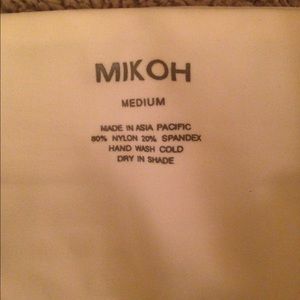 MIKOH
MEDIUM
MADE IN ASIA PACIFIC
80% NYLON 20% SPANDEX
HAND WASH COLD
DRY IN SHADE